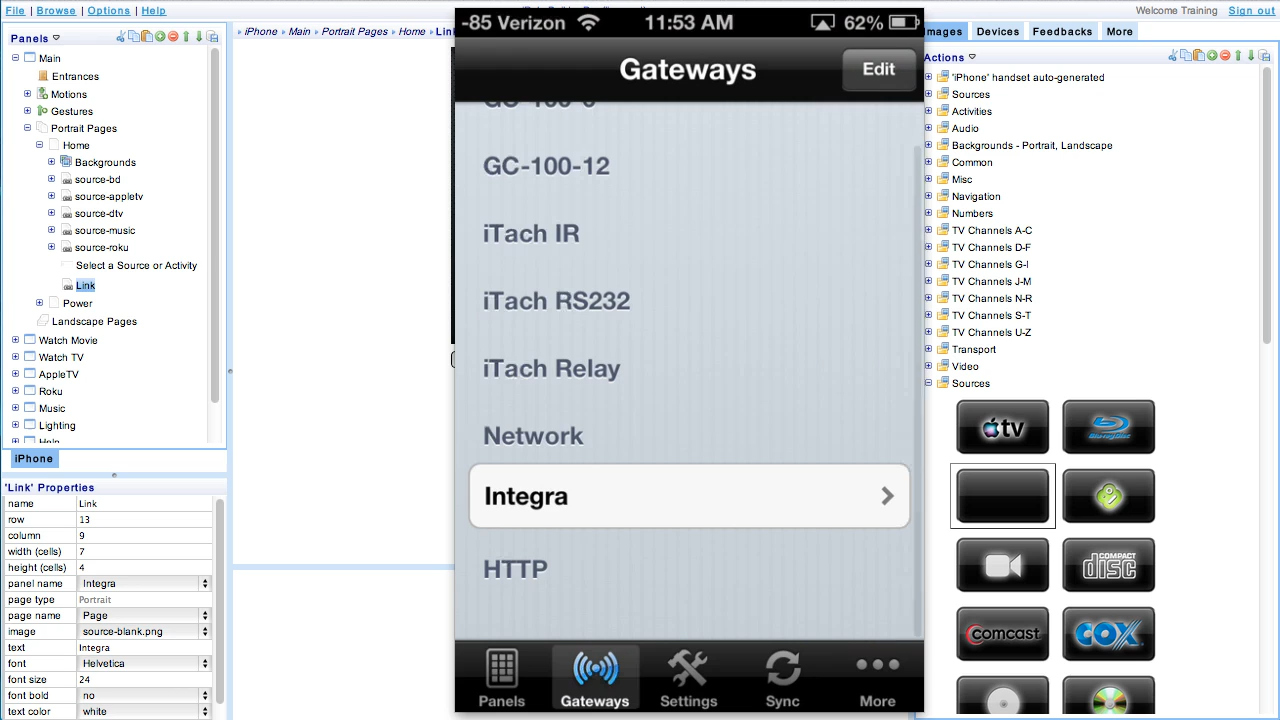 File | Browse | Options | Help
Welcome Training | Sign out
Panels
Main
Entrances
Motions
Gestures
Portrait Pages
Home
Backgrounds
source-bd
source-appletv
source-dtv
source-music
source-roku
Select a Source or Activity
Link
Power
Landscape Pages
Watch Movie
Watch TV
AppleTV
Roku
Music
Lighting
iPhone
'Link' Properties
name Link
row 13
column 9
width (cells) 7
height (cells) 4
panel name Integra
page type Portrait
page name Page
image source-blank.png
text Integra
font Helvetica
font size 20
font bold no
text color white
iPhone Main Portrait Pages Home
-85 Verizon 11:53 AM 62%
Gateways
Edit
GC-100-12
iTach IR
iTach RS232
iTach Relay
Network
Integra
HTTP
Panels
Gateways
Settings
Sync
More
Devices Feedbacks More
Actions
'iPhone' handset auto-generated
Sources
Activities
Audio
Backgrounds - Portrait, Landscape
Common
Misc
Navigation
Numbers
TV Channels A-C
TV Channels D-F
TV Channels G-I
TV Channels J-M
TV Channels N-R
TV Channels S-T
TV Channels U-Z
Transport
Video
Sources
tv
Blu-ray Disc
COMPACT
disc
comcast
COX